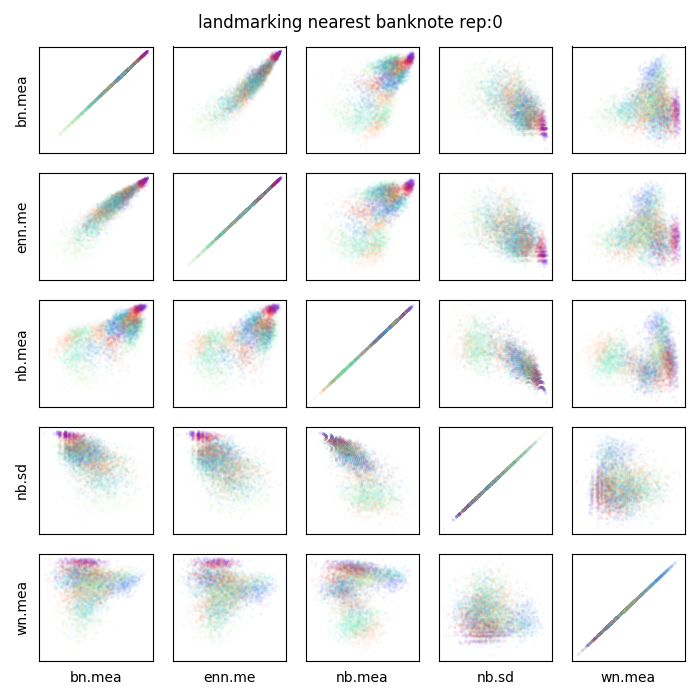 landmarking nearest banknote rep:0
bn.mea
enn.me
nb.mea
nb.sd
wn.mea
bn.mea enn.me nb.mea nb.sd wn.mea